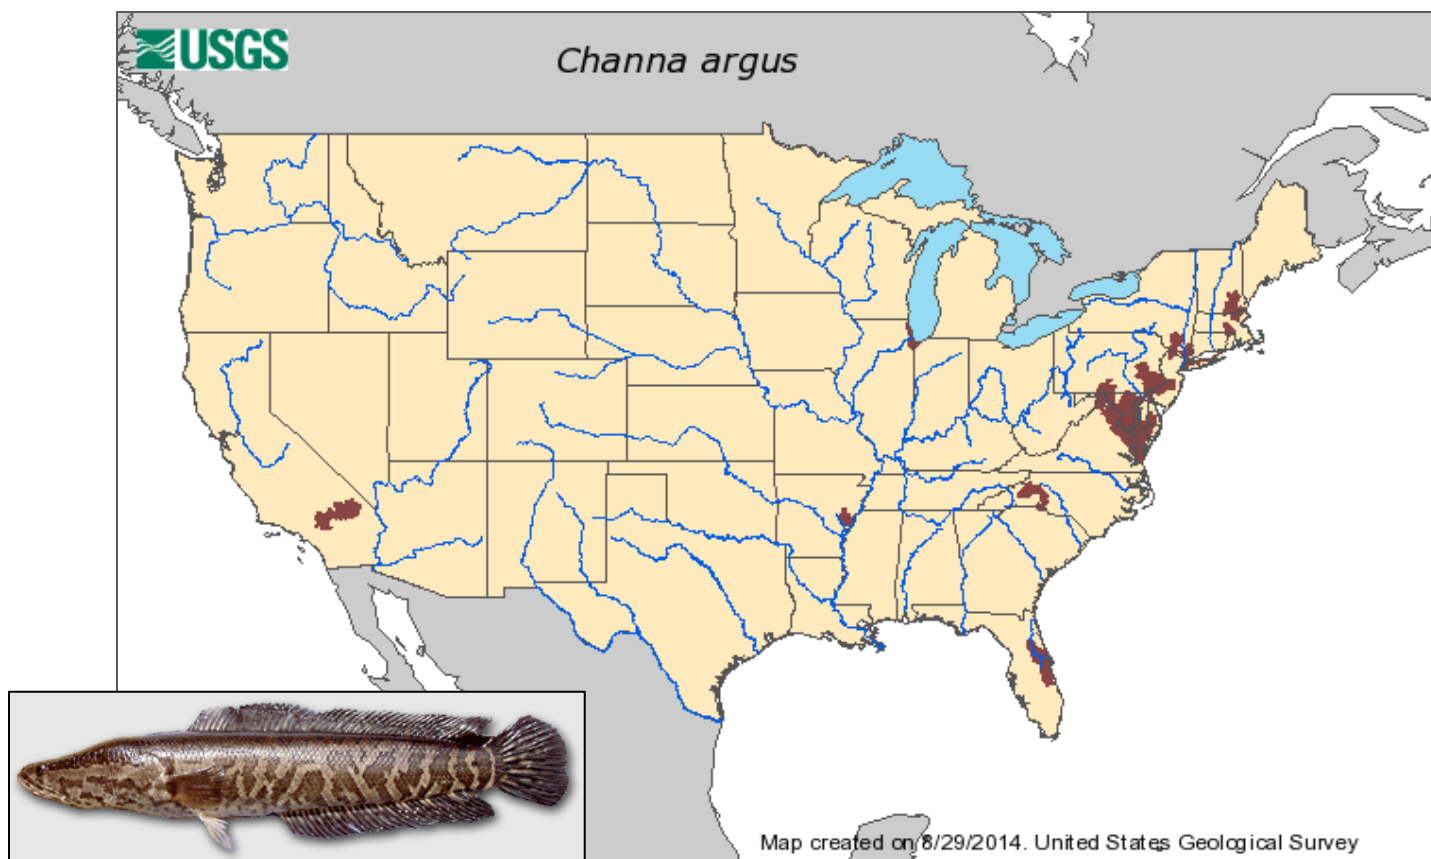 USGS
Channa argus
Map created on 8/29/2014. United States Geological Survey